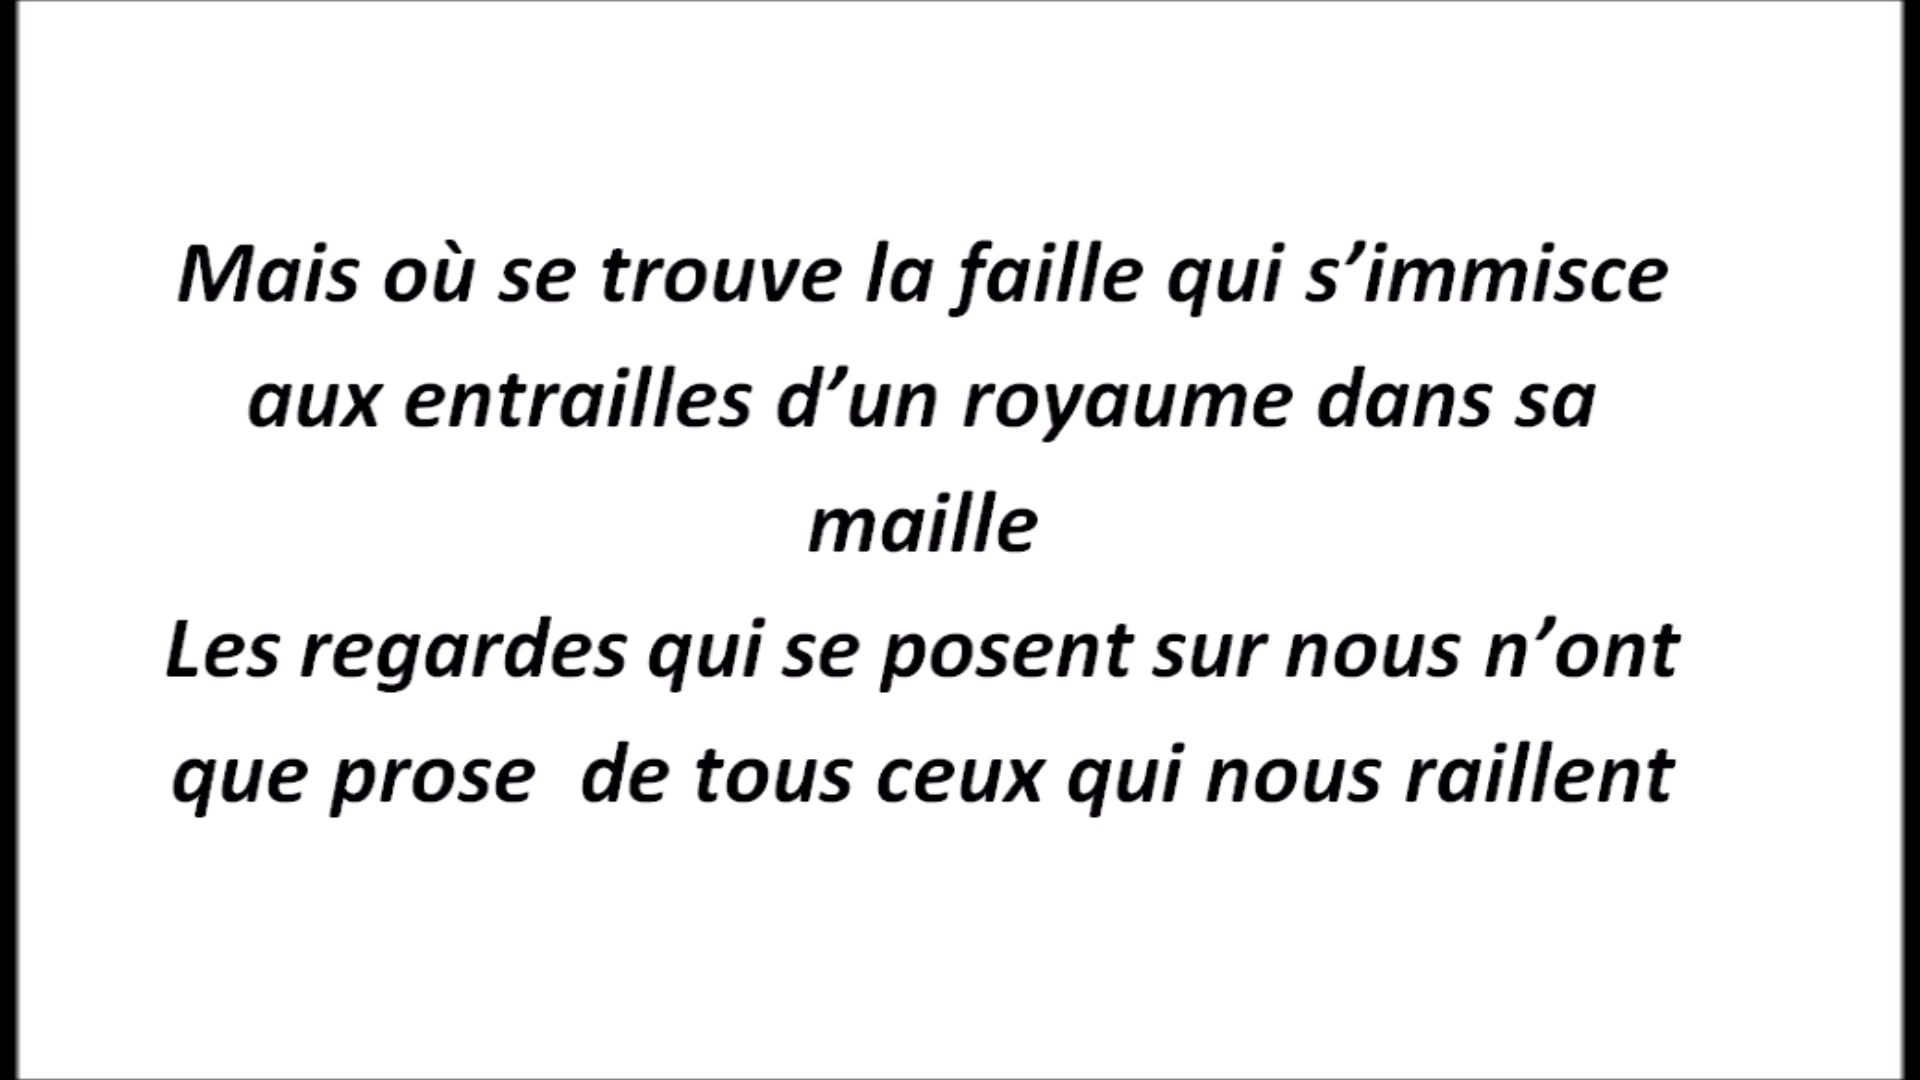 Mais où se trouve la faille qui s’immisce
aux entrailles d’un royaume dans sa
maille
Les regardes qui se posent sur nous n’ont
que prose  de tous ceux qui nous raillent